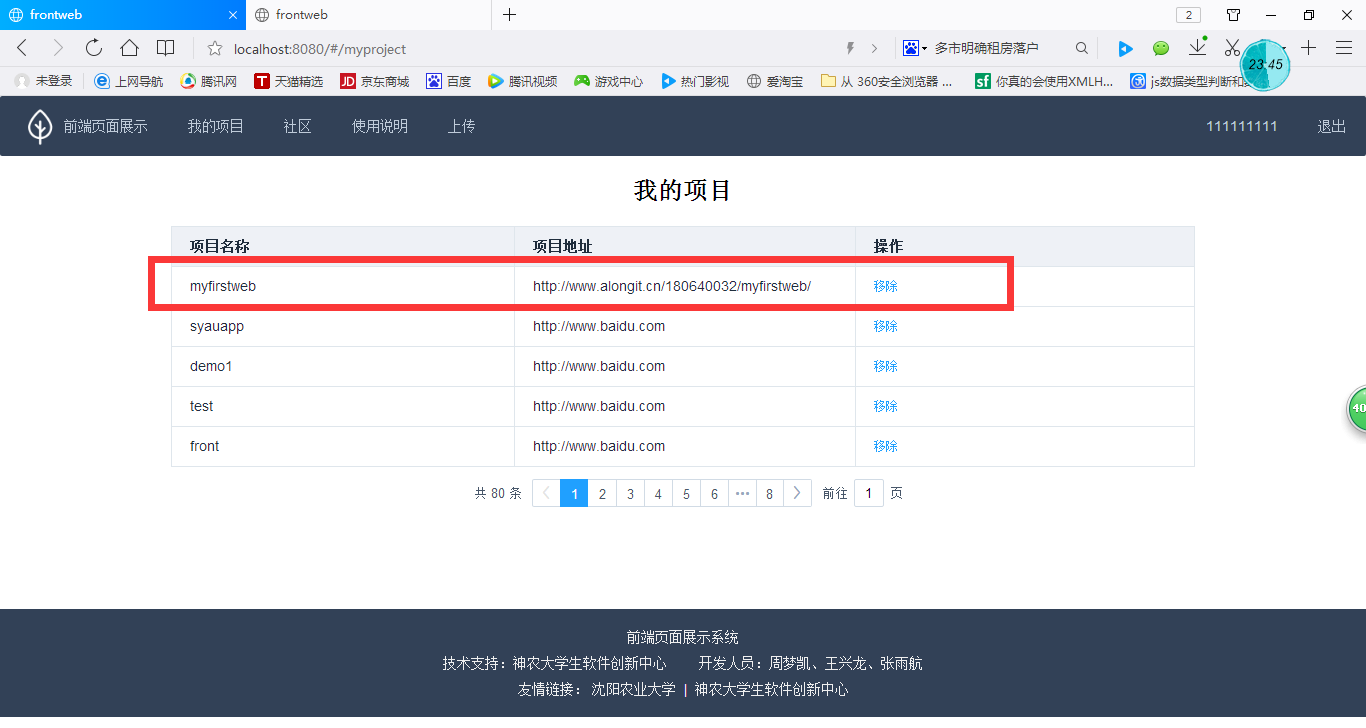 frontweb
frontweb
2
localhost:8080/#/myproject
多市明确租房落户
23:45
未登录
上网导航
腾讯网
T 天猫精选
JD 京东商城
百度
腾讯视频
游戏中心
热门影视
爱淘宝
从 360安全浏览器 ...
sf 你真的会使用XMLH...
js数据类型判断和
前端页面展示 我的项目 社区 使用说明 上传 111111111 退出
我的项目
项目名称 项目地址 操作
myfirstweb http://www.alongit.cn/180640032/myfirstweb/ 移除
syauapp http://www.baidu.com 移除
demo1 http://www.baidu.com 移除
test http://www.baidu.com 移除
front http://www.baidu.com 移除
40
共 80 条 1 2 3 4 5 6 ••• 8 前往 1 页
前端页面展示系统
技术支持：神农大学生软件创新中心 开发人员：周梦凯、王兴龙、张雨航
友情链接： 沈阳农业大学 | 神农大学生软件创新中心